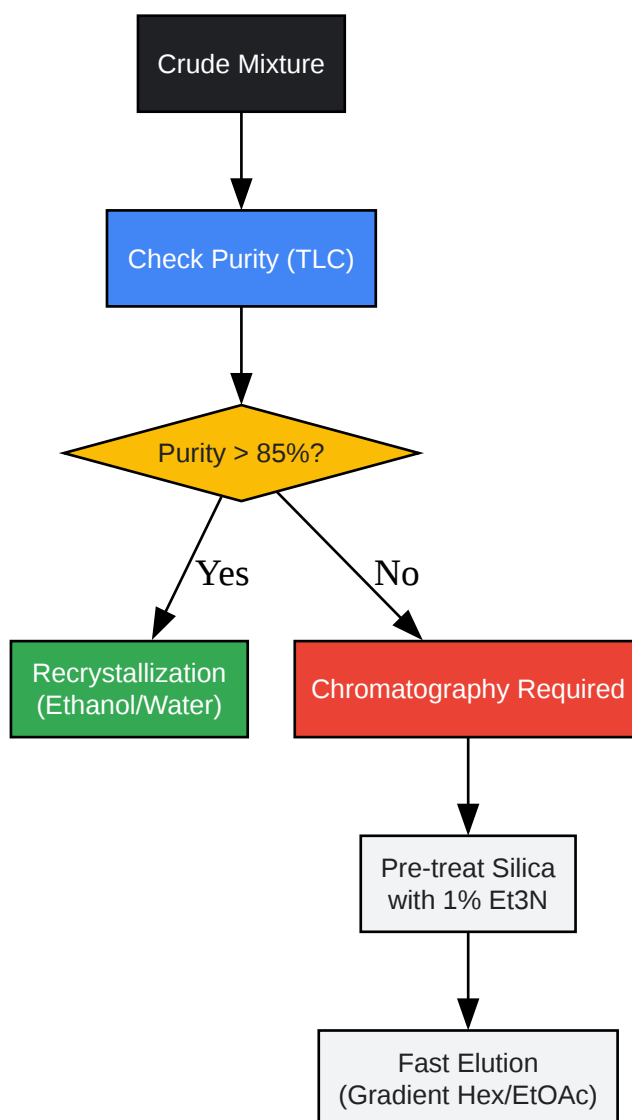 Crude Mixture
Check Purity (TLC)
Purity > 85%?
Yes
No
Recrystallization
(Ethanol/Water)
Chromatography Required
Pre-treat Silica
with 1% Et3N
Fast Elution
(Gradient Hex/EtOAc)